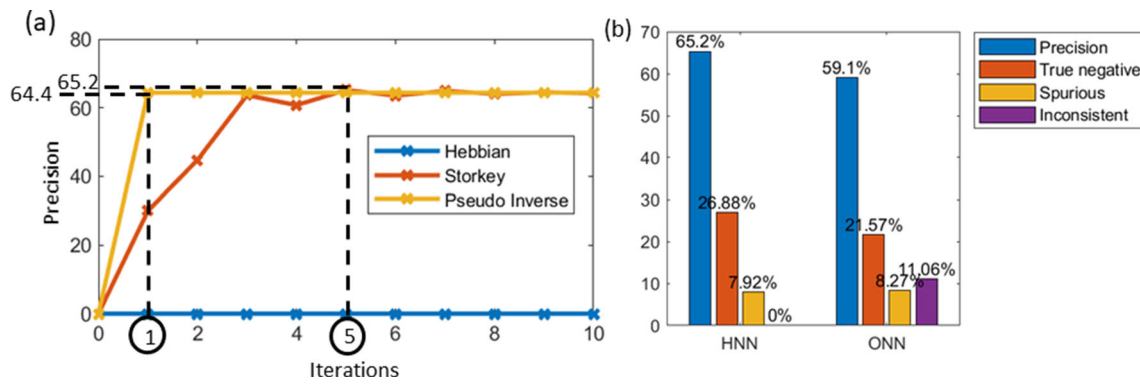 (a)
80
65.2
64.4
60
40
20
0
Precision
0 1 2 4 5 6 8 10
Iterations
Hebbian
Storkey
Pseudo Inverse
(b)
70
60
50
40
30
20
10
0
65.2%
26.88%
7.92%
0%
59.1%
21.57%
8.27%
11.06%
HNN ONN
Precision
True negative
Spurious
Inconsistent